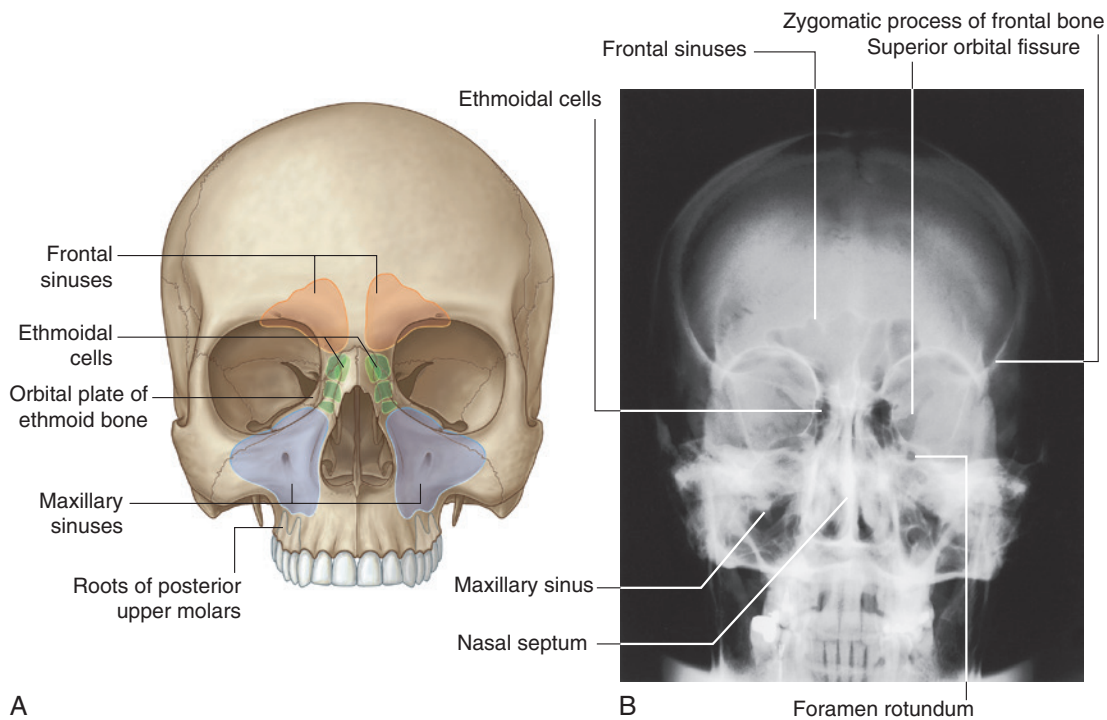 Frontal
sinuses
Ethmoidal
cells
Orbital plate of
ethmoid bone
Maxillary
sinuses
Roots of posterior
upper molars
A
Zygomatic process of frontal bone
Frontal sinuses
Superior orbital fissure
Ethmoidal cells
Maxillary sinus
Nasal septum
Foramen rotundum
B